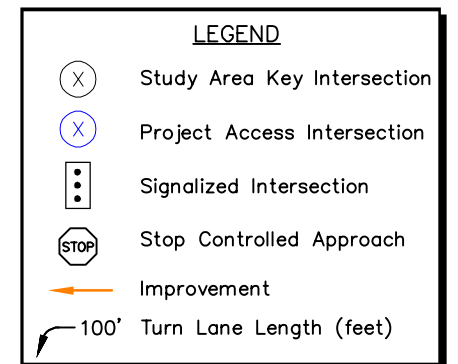 LEGEND
X Study Area Key Intersection
X Project Access Intersection
Signalized Intersection
STOP Stop Controlled Approach
Improvement
100' Turn Lane Length (feet)